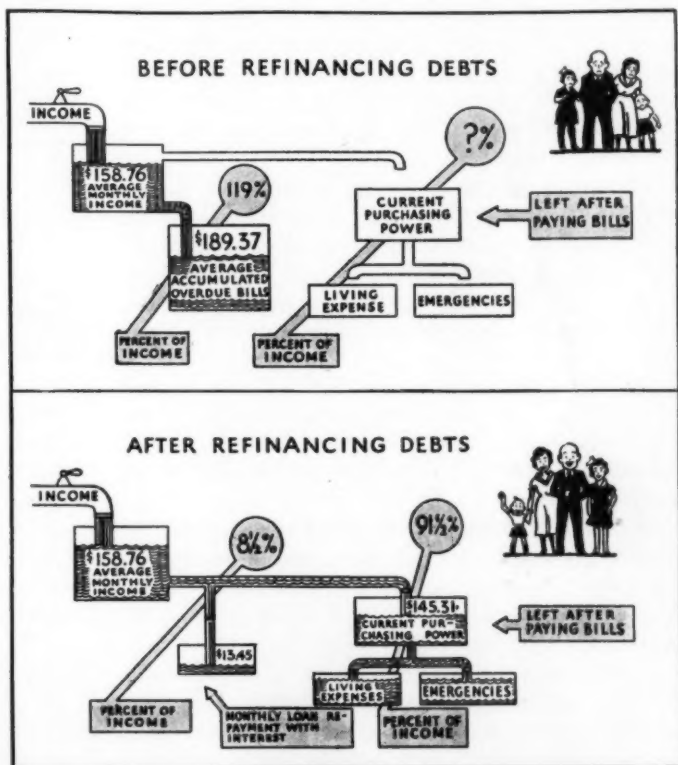 BEFORE REFINANCING DEBTS
INCOME
$158.76
AVERAGE
MONTHLY
INCOME
119%
$189.37
AVERAGE
ACCUMULATED
OVERDUE BILLS
PERCENT OF
INCOME
?%
CURRENT
PURCHASING
POWER
LEFT AFTER
PAYING BILLS
LIVING
EXPENSE
EMERGENCIES
PERCENT OF
INCOME
AFTER REFINANCING DEBTS
INCOME
$158.76
AVERAGE
MONTHLY
INCOME
8½%
91½%
$145.31
CURRENT PUR-
CHASING POWER
LEFT AFTER
PAYING BILLS
$13.45
LIVING
EXPENSES
EMERGENCIES
PERCENT OF
INCOME
MONTHLY LOAN RE-
PAYMENT WITH
INTEREST
PERCENT OF
INCOME